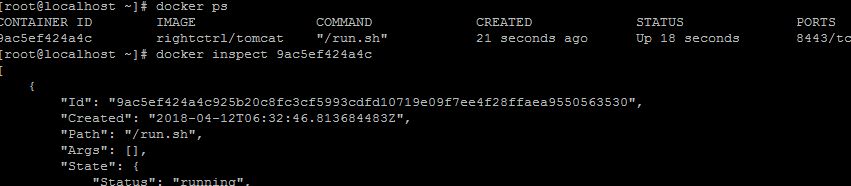 [root@localhost ~]# docker ps
CONTAINER ID IMAGE COMMAND CREATED STATUS PORTS
9ac5ef424a4c rightctrl/tomcat "/run.sh" 21 seconds ago Up 18 seconds 8443/tc
[root@localhost ~]# docker inspect 9ac5ef424a4c
[
{
"Id": "9ac5ef424a4c925b20c8fc3cf5993cdfd10719e09f7ee4f28ffaea9550563530",
"Created": "2018-04-12T06:32:46.813684483Z",
"Path": "/run.sh",
"Args": [],
"State": {
"Status": "running",